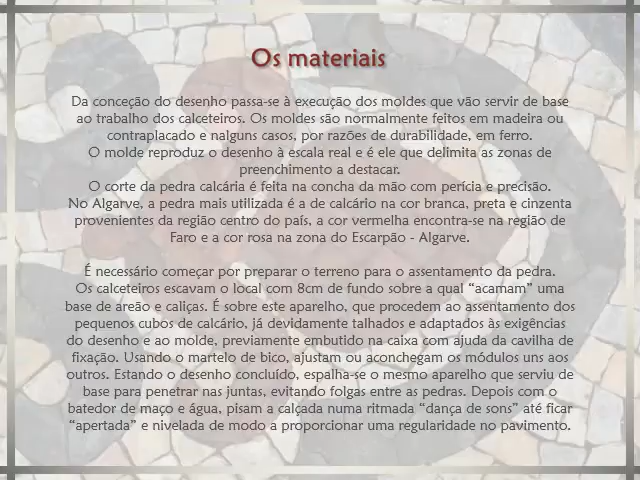 Os materiais
Da conceção do desenho passa-se à execução dos moldes que vão servir de base
ao trabalho dos calceteiros. Os moldes são normalmente feitos em madeira ou
contraplacado e nalguns casos, por razões de durabilidade, em ferro.
O molde reproduz o desenho à escala real e é ele que delimita as zonas de
preenchimento a destacar.
O corte da pedra calcária é feita na concha da mão com perícia e precisão.
No Algarve, a pedra mais utilizada é a de calcário na cor branca, preta e cinzenta
provenientes da região centro do país, a cor vermelha encontra-se na região de
Faro e a cor rosa na zona do Escarpão - Algarve.
É necessário começar por preparar o terreno para o assentamento da pedra.
Os calceteiros escavam o local com 8cm de fundo sobre a qual “acamam” uma
base de areão e caliças. É sobre este aparelho, que procedem ao assentamento dos
pequenos cubos de calcário, já devidamente talhados e adaptados às exigências
do desenho e ao molde, previamente embutido na caixa com ajuda da cavilha de
fixação. Usando o martelo de bico, ajustam ou aconchegam os módulos uns aos
outros. Estando o desenho concluído, espalha-se o mesmo aparelho que serviu de
base para penetrar nas juntas, evitando folgas entre as pedras. Depois com o
batedor de maço e água, pisam a calçada numa ritmada “dança de sons” até ficar
“apertada” e nivelada de modo a proporcionar uma regularidade no pavimento.